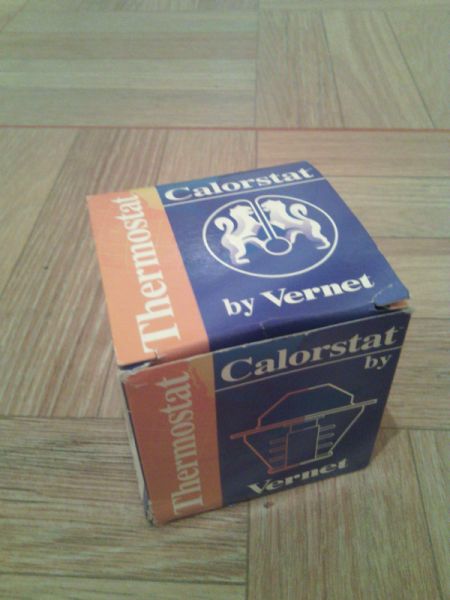 Thermostat
Calorstat
by Vernet
Thermostat
Calorstat
by
Vernet